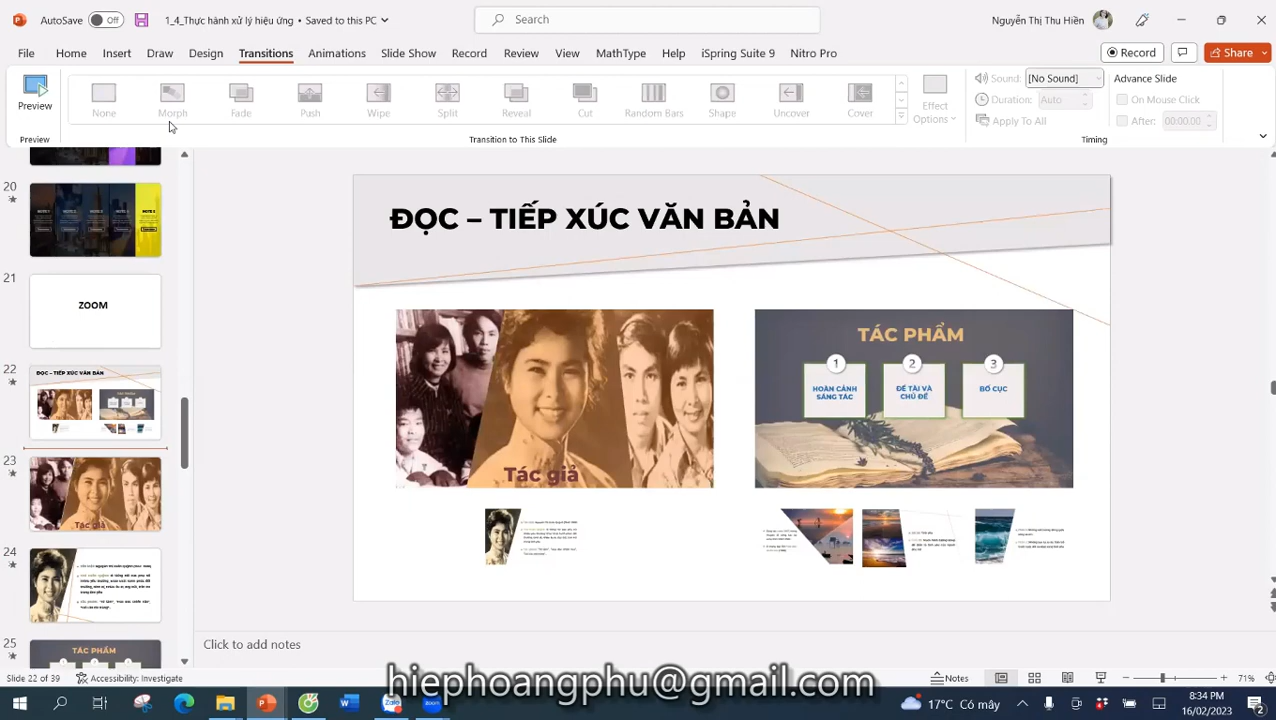 AutoSave
Off
1_4_Thực hành xử lý hiệu ứng • Saved to this PC
Search
Nguyễn Thị Thu Hiền
File
Home
Insert
Draw
Design
Transitions
Animations
Slide Show
Record
Review
View
MathType
Help
iSpring Suite 9
Nitro Pro
Record
Share
Preview
None
Morph
Fade
Push
Wipe
Split
Reveal
Cut
Random Bars
Shape
Uncover
Cover
Effect
Options
Sound:
[No Sound]
Duration:
Auto
Apply To All
Advance Slide
On Mouse Click
After:
00:00.00
Preview
Transition to This Slide
Timing
20
21
ZOOM
22
ĐỌC – TIẾP XÚC VĂN BẢN
23
Tác giả
24
25
TÁC PHẨM
ĐỌC – TIẾP XÚC VĂN BẢN
Tác giả
TÁC PHẨM
1
2
3
HOÀN CẢNH
SÁNG TÁC
ĐỀ TÀI VÀ
CHỦ ĐỀ
BỐ CỤC
Click to add notes
Slide 22 of 39
Accessibility: Investigate
Notes
71%
hiephoangphu@gmail.com
17°C Có mây
8:34 PM
16/02/2023
2